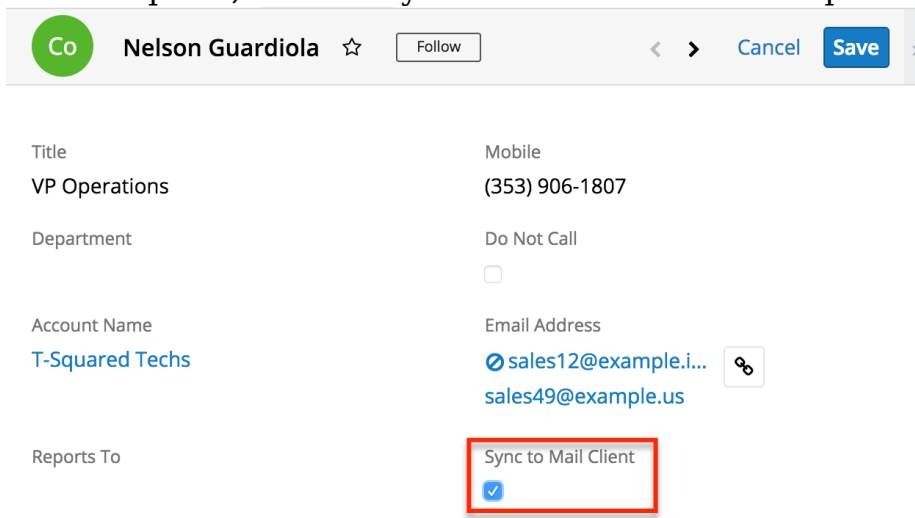 Co Nelson Guardiola Follow Cancel Save
Title
VP Operations
Mobile
(353) 906-1807
Department
Do Not Call
Account Name
T-Squared Techs
Email Address
sales12@example.i...
sales49@example.us
Reports To
Sync to Mail Client